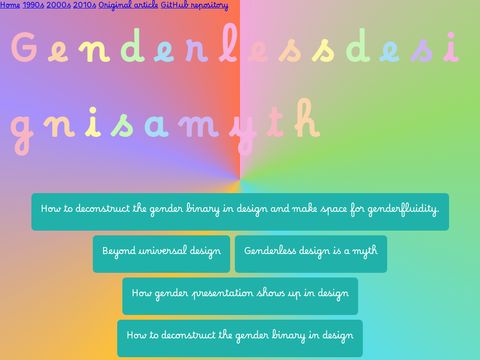 Home 1990s 2000s 2010s Original article GitHub repository
Genderlessdesi
gnisamyth
How to deconstruct the gender binary in design and make space for genderfluidity.
Beyond universal design
Genderless design is a myth
How gender presentation shows up in design
How to deconstruct the gender binary in design